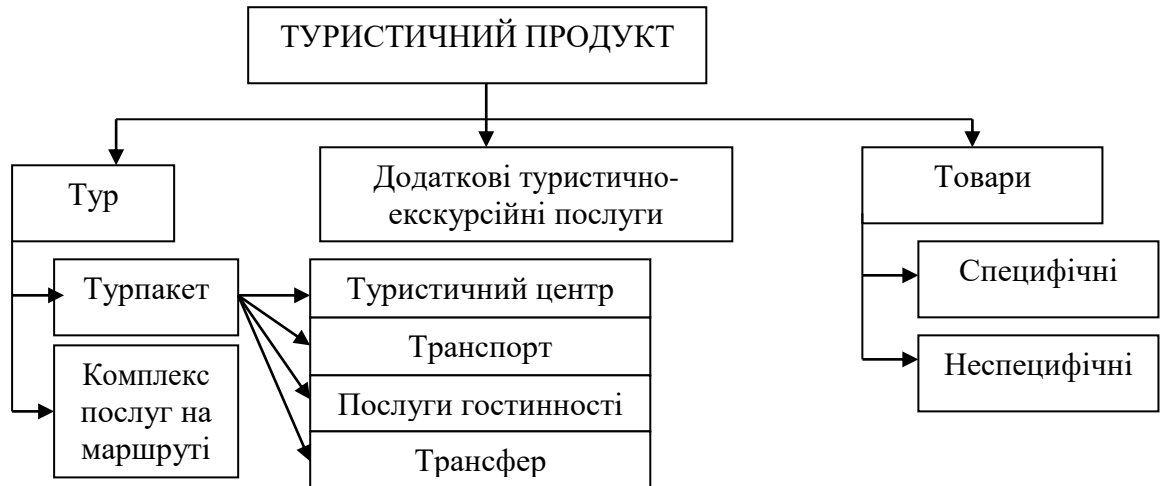 ТУРИСТИЧНИЙ ПРОДУКТ
Тур
Додаткові туристично-
екскурсійні послуги
Товари
Турпакет
Туристичний центр
Специфічні
Транспорт
Неспецифічні
Комплекс
послуг на
маршруті
Послуги гостинності
Трансфер